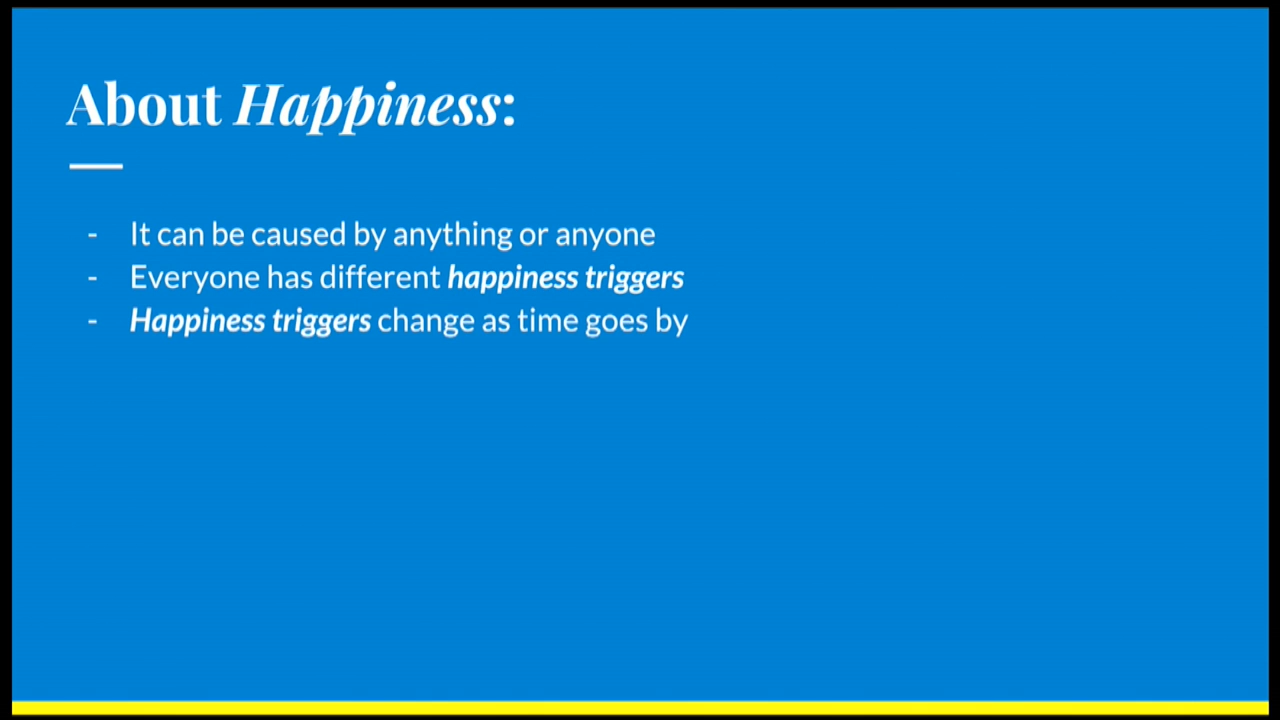 About Happiness:
- It can be caused by anything or anyone
- Everyone has different happiness triggers
- Happiness triggers change as time goes by